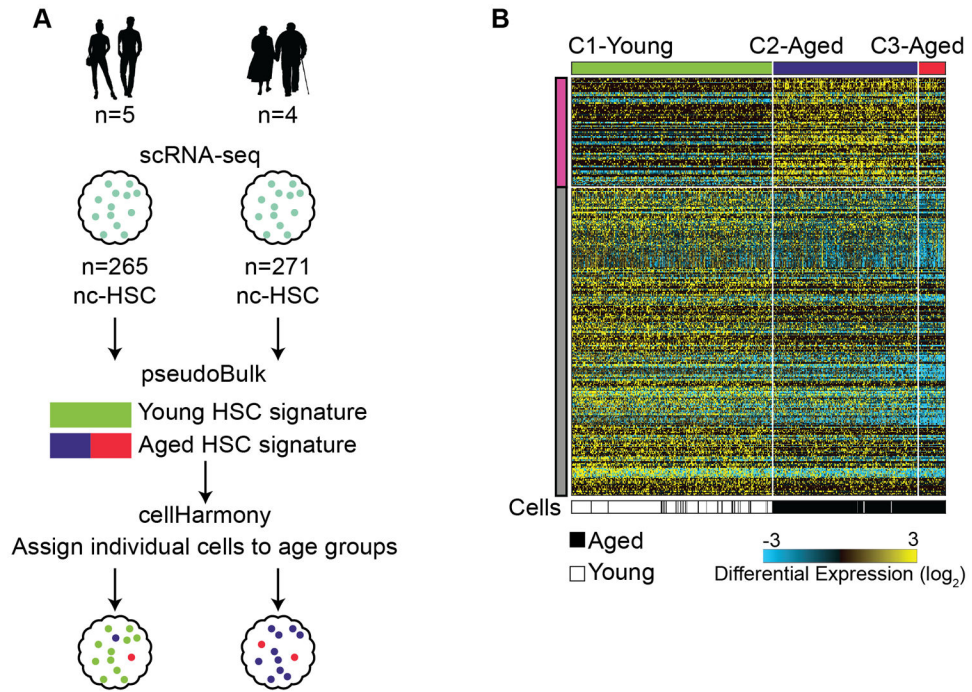 A
n=5
n=4
scRNA-seq
n=265
nc-HSC
n=271
nc-HSC
pseudoBulk
Young HSC signature
Aged HSC signature
cellHarmony
Assign individual cells to age groups
B
C1-Young
C2-Aged
C3-Aged
Cells
Aged
Young
-3
3
Differential Expression (log2)